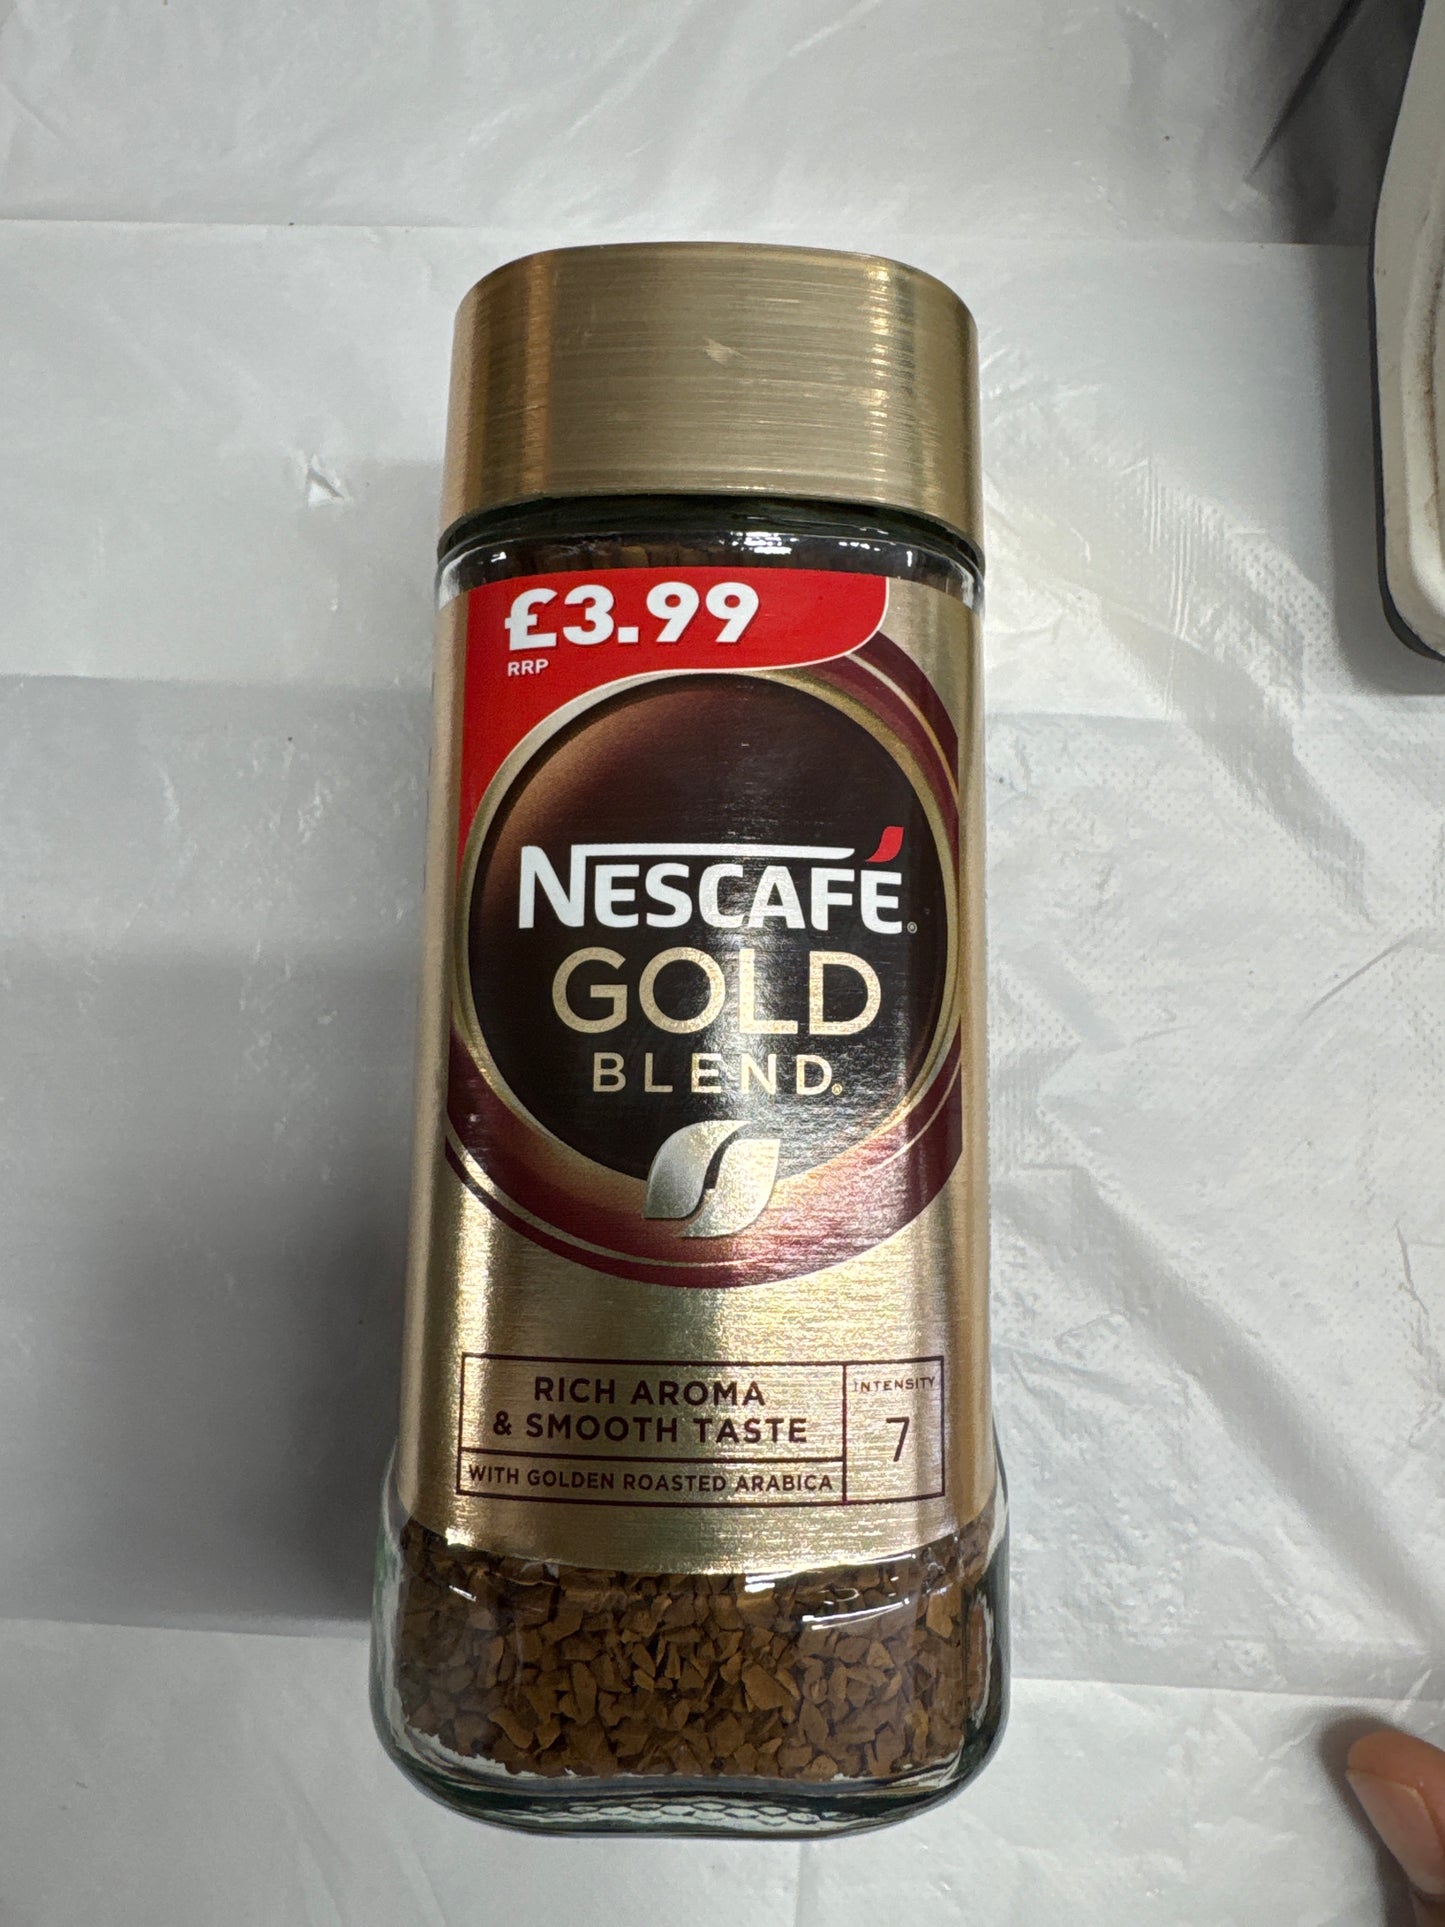 £3.99
RRP
NESCAFÉ®
GOLD
BLEND®
RICH AROMA
& SMOOTH TASTE
WITH GOLDEN ROASTED ARABICA
INTENSITY
7